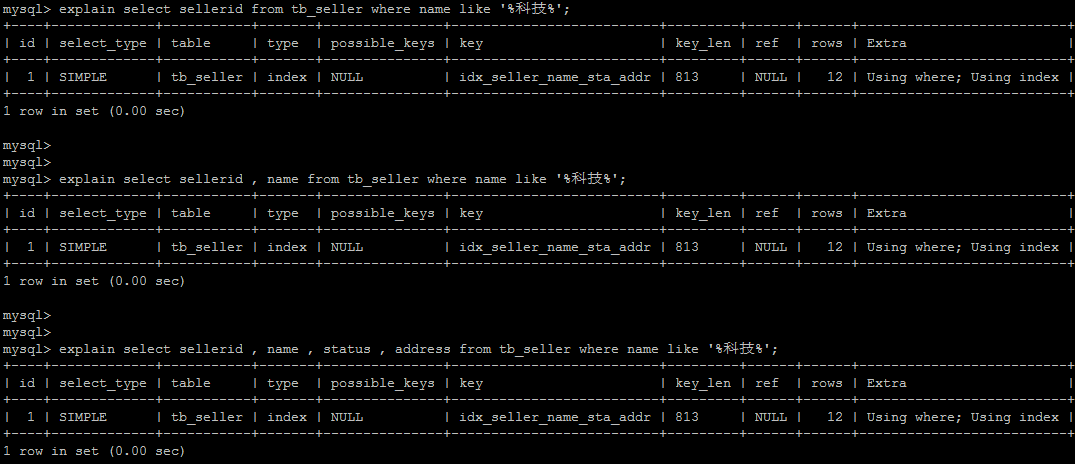 mysql> explain select sellerid from tb_seller where name like '%科技%';
+----+-------------+-----------+-------+---------------+--------------------------+---------+------+------+--------------------------+
| id | select_type | table | type | possible_keys | key | key_len | ref | rows | Extra |
+----+-------------+-----------+-------+---------------+--------------------------+---------+------+------+--------------------------+
| 1 | SIMPLE | tb_seller | index | NULL | idx_seller_name_sta_addr | 813 | NULL | 12 | Using where; Using index |
+----+-------------+-----------+-------+---------------+--------------------------+---------+------+------+--------------------------+
1 row in set (0.00 sec)
mysql>
mysql>
mysql> explain select sellerid , name from tb_seller where name like '%科技%';
+----+-------------+-----------+-------+---------------+--------------------------+---------+------+------+--------------------------+
| id | select_type | table | type | possible_keys | key | key_len | ref | rows | Extra |
+----+-------------+-----------+-------+---------------+--------------------------+---------+------+------+--------------------------+
| 1 | SIMPLE | tb_seller | index | NULL | idx_seller_name_sta_addr | 813 | NULL | 12 | Using where; Using index |
+----+-------------+-----------+-------+---------------+--------------------------+---------+------+------+--------------------------+
1 row in set (0.00 sec)
mysql>
mysql>
mysql> explain select sellerid , name , status , address from tb_seller where name like '%科技%';
+----+-------------+-----------+-------+---------------+--------------------------+---------+------+------+--------------------------+
| id | select_type | table | type | possible_keys | key | key_len | ref | rows | Extra |
+----+-------------+-----------+-------+---------------+--------------------------+---------+------+------+--------------------------+
| 1 | SIMPLE | tb_seller | index | NULL | idx_seller_name_sta_addr | 813 | NULL | 12 | Using where; Using index |
+----+-------------+-----------+-------+---------------+--------------------------+---------+------+------+--------------------------+
1 row in set (0.00 sec)